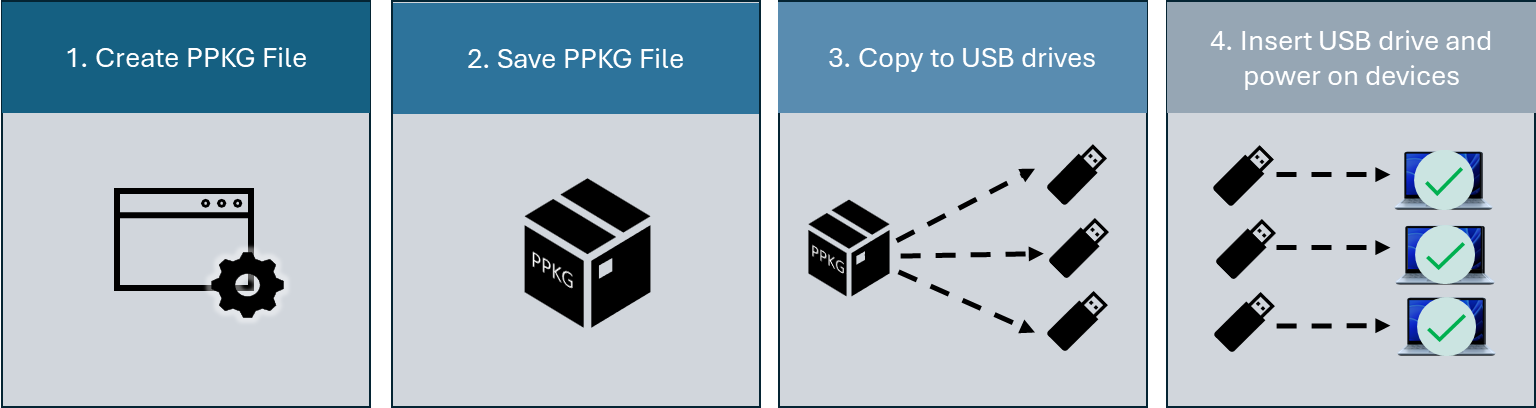 1. Create PPKG File
2. Save PPKG File
3. Copy to USB drives
4. Insert USB drive and
power on devices
PPKG
PPKG